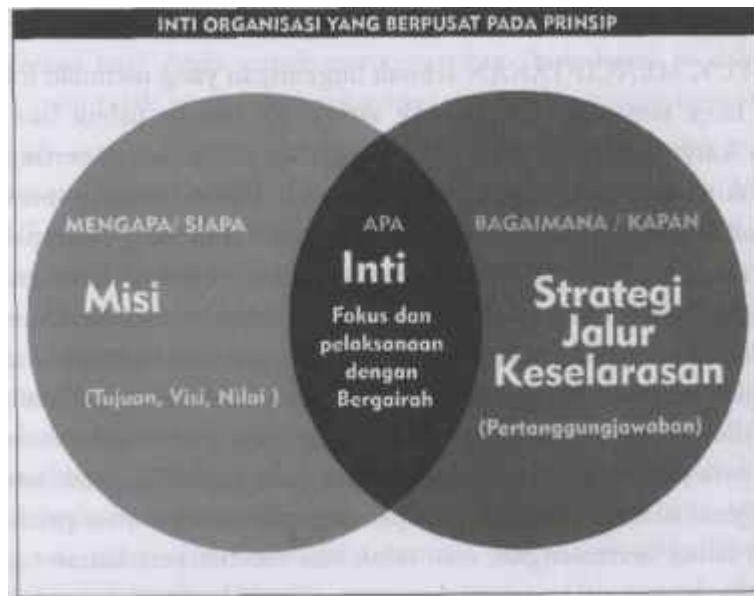 INTI ORGANISASI YANG BERPUSAT PADA PRINSIP
MENGAPA/ SIAPA
Misi
(Tujuan, Visi, Nilai )
APA
Inti
Fokus dan
pelaksanaan
dengan
Bergairah
BAGAIMANA / KAPAN
Strategi
Jalur
Keselarasan
(Pertanggungjawaban)